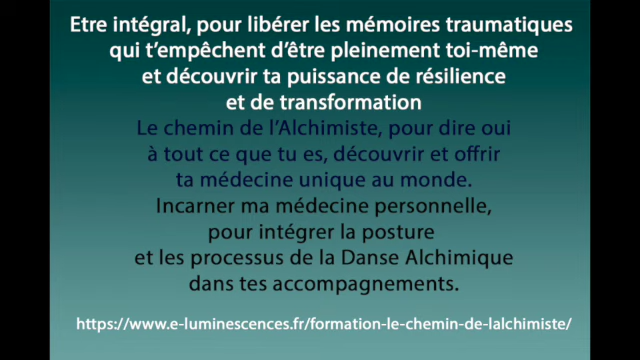 Etre intégral, pour libérer les mémoires traumatiques
qui t'empêchent d'être pleinement toi-même
et découvrir ta puissance de résilience
et de transformation
Le chemin de l'Alchimiste, pour dire oui
à tout ce que tu es, découvrir et offrir
ta médecine unique au monde.
Incarner ma médecine personnelle,
pour intégrer la posture
et les processus de la Danse Alchimique
dans tes accompagnements.
https://www.e-luminescences.fr/formation-le-chemin-de-lalchimiste/